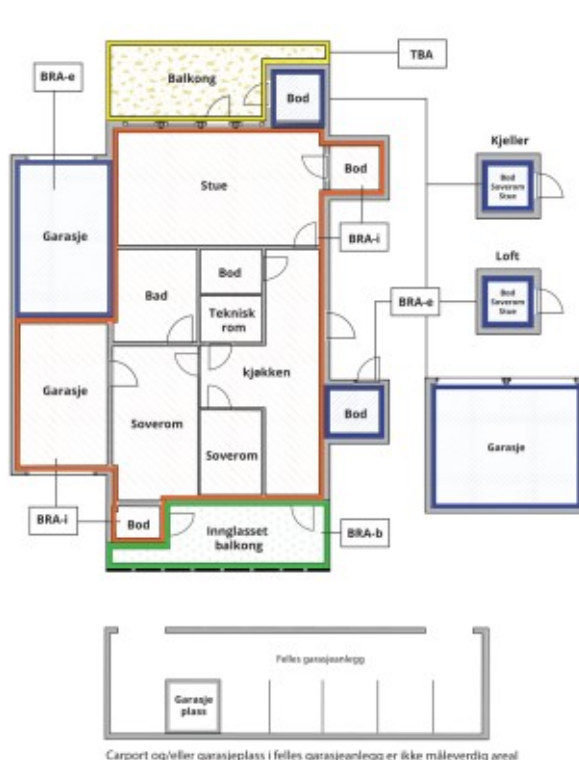 TBA
BRA-e
Balkong
Bod
Kjeller
Bod
Soverom
Stue
Stue
Bod
Garasje
BRA-i
Loft
Bod
Bad
Teknisk
rom
BRA-e
Bod
Soverom
Stue
Garasje
kjøkken
Soverom
Bod
Garasje
Soverom
BRA-i
Bod
Innglasset
balkong
BRA-b
Felles garasjeanlegg
Garasje
plass
Carport og/eller garasjeplass i felles garasjeanlegg er ikke måleverdig areal